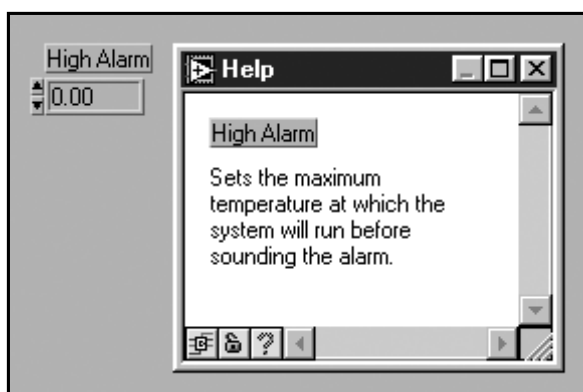 High Alarm
0.00
Help
High Alarm
Sets the maximum
temperature at which the
system will run before
sounding the alarm.
?